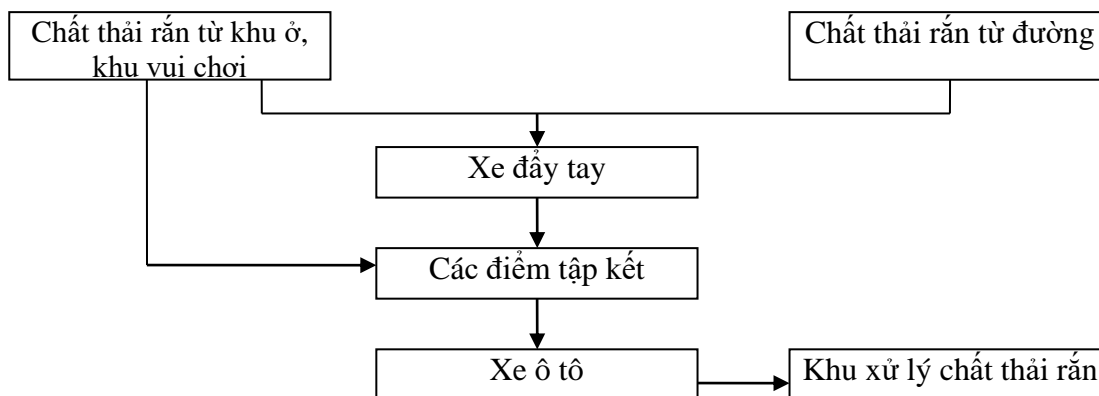 Chất thải rắn từ khu ở,
khu vui chơi
Chất thải rắn từ đường
Xe đẩy tay
Các điểm tập kết
Xe ô tô
Khu xử lý chất thải rắn